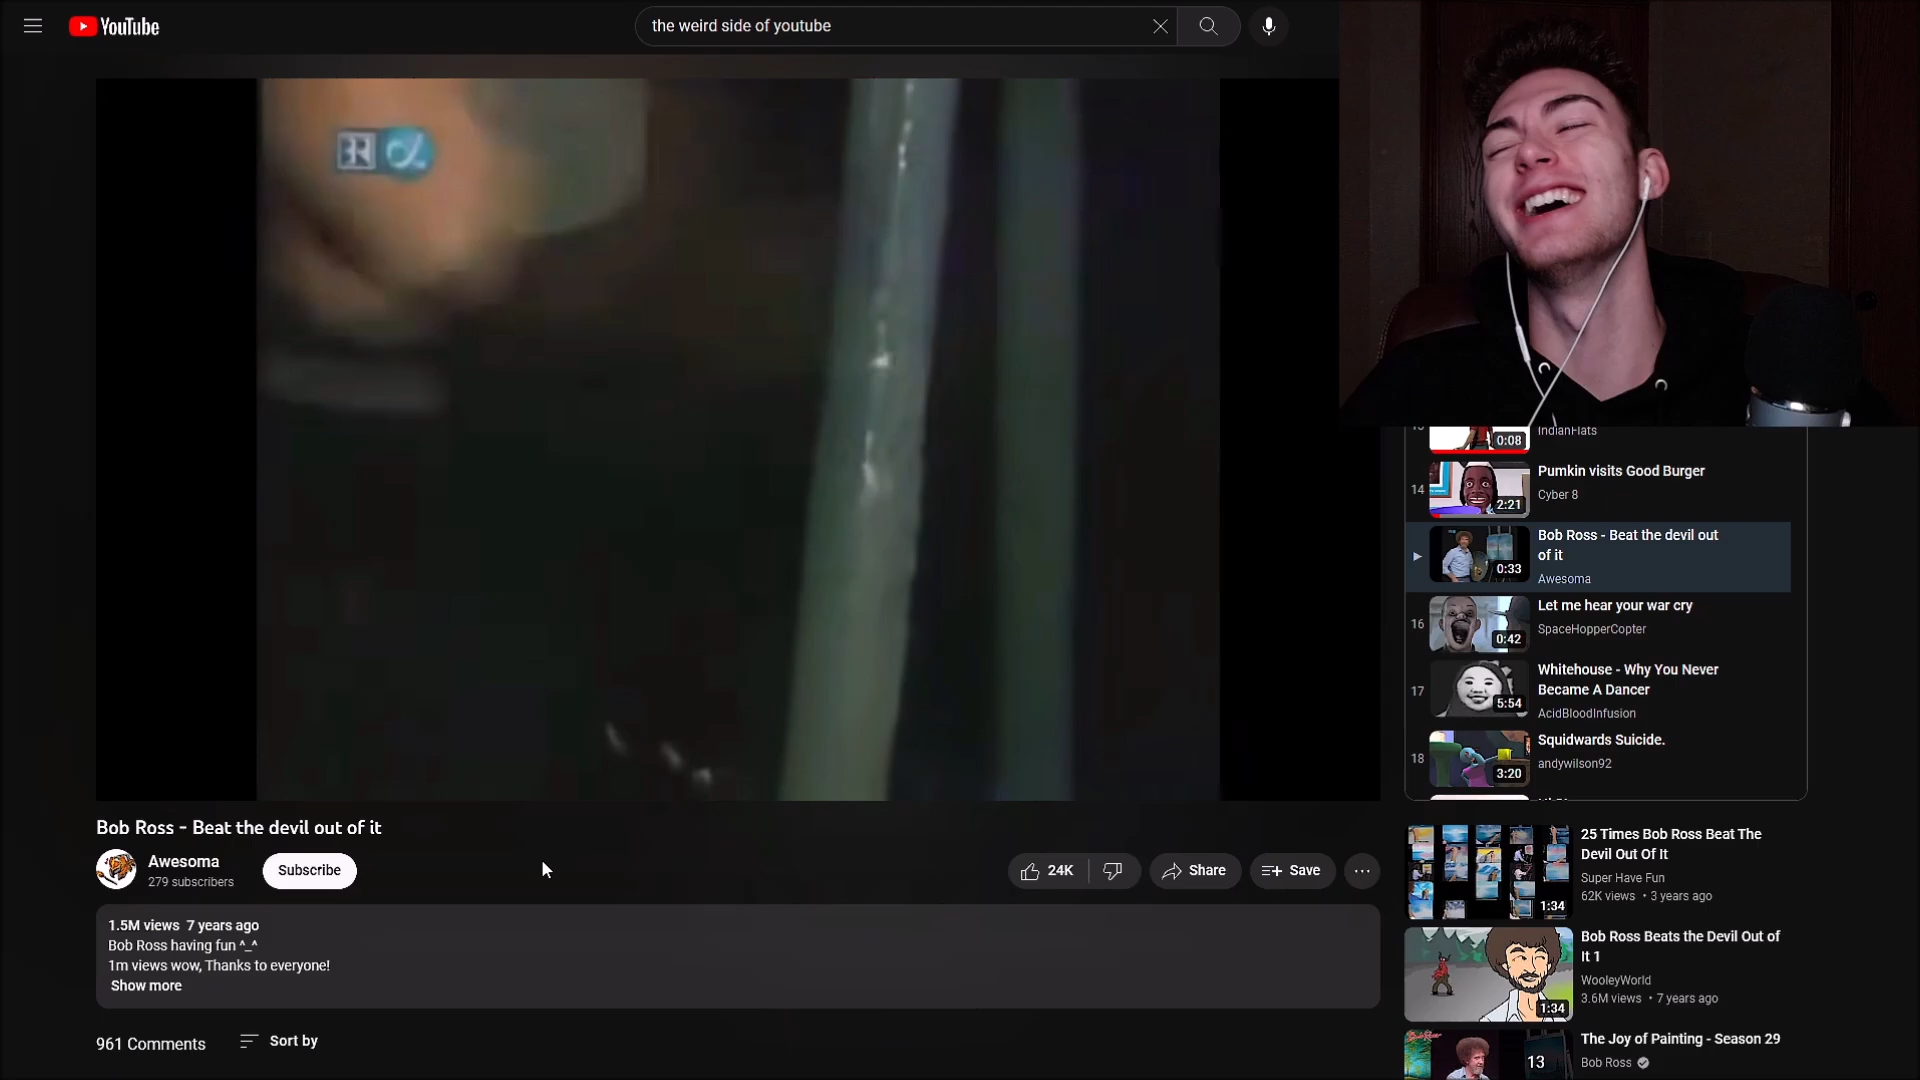 YouTube
the weird side of youtube
R
0:08
IndianFlats
14
2:21
Pumkin visits Good Burger
Cyber 8
0:33
Bob Ross - Beat the devil out
of it
Awesoma
16
0:42
Let me hear your war cry
SpaceHopperCopter
17
5:54
Whitehouse - Why You Never
Became A Dancer
AcidBloodInfusion
18
3:20
Squidwards Suicide.
andywilson92
Bob Ross - Beat the devil out of it
Awesoma
279 subscribers
Subscribe
24K
Share
Save
1.5M views 7 years ago
Bob Ross having fun ^_^
1m views wow, Thanks to everyone!
Show more
961 Comments
Sort by
1:34
25 Times Bob Ross Beat The
Devil Out Of It
Super Have Fun
62K views • 3 years ago
1:34
Bob Ross Beats the Devil Out of
It 1
WooleyWorld
3.6M views • 7 years ago
13
The Joy of Painting - Season 29
Bob Ross